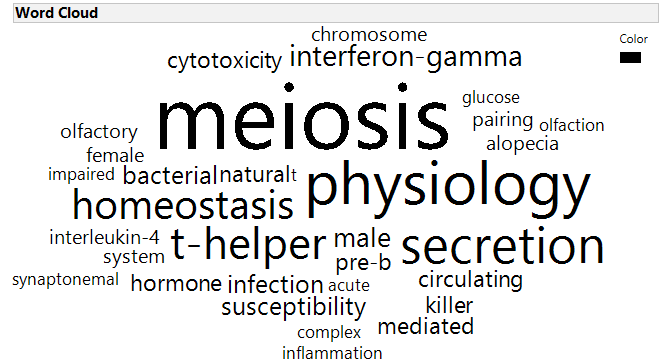 Word Cloud
chromosome
Color
cytotoxicity interferon-gamma
meiosis
glucose
pairing olfaction
olfactory
alopecia
female
impaired bacterial natural t
physiology
homeostasis
interleukin-4 t-helper male secretion
system pre-b
synaptonemal hormone infection acute circulating
susceptibility killer
complex mediated
inflammation